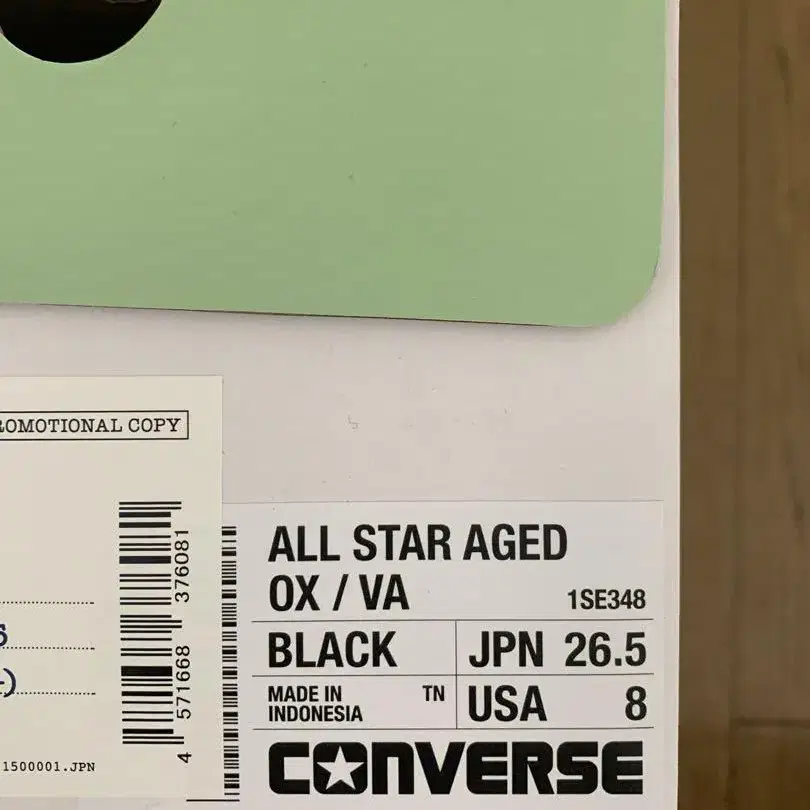 ROMOTIONAL COPY
4 571668 376081
1500001.JPN
ALL STAR AGED
OX / VA 1SE348
BLACK JPN 26.5
MADE IN TN USA 8
INDONESIA
CONVERSE